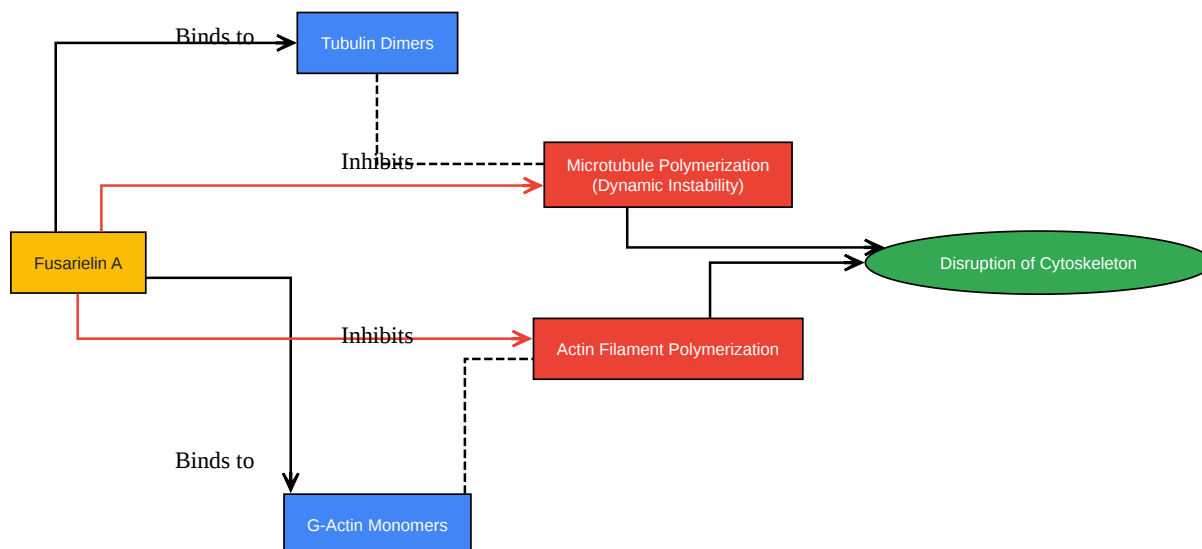 Binds to
Tubulin Dimers
Inhibits
Microtubule Polymerization
(Dynamic Instability)
Fusarielin A
Disruption of Cytoskeleton
Inhibits
Actin Filament Polymerization
Binds to
G-Actin Monomers